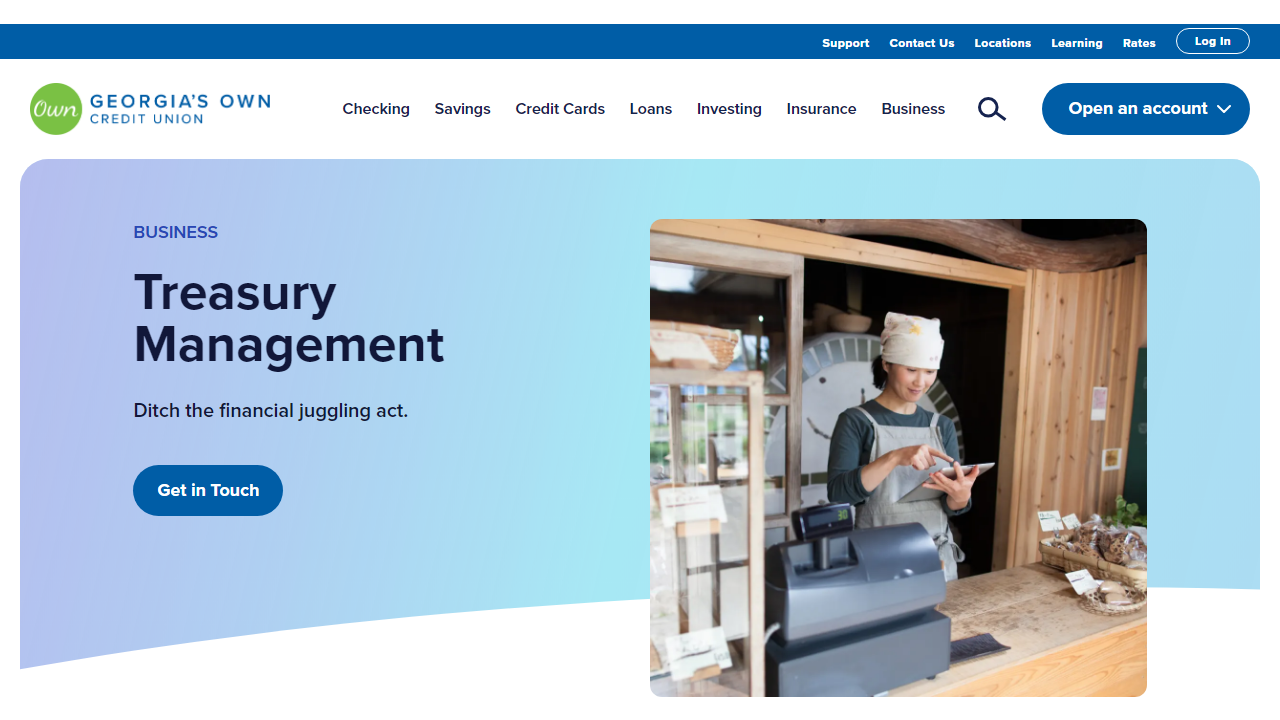 Support Contact Us Locations Learning Rates Log In
Own GEORGIA'S OWN
CREDIT UNION
Checking Savings Credit Cards Loans Investing Insurance Business Open an account
BUSINESS
Treasury
Management
Ditch the financial juggling act.
Get in Touch
30